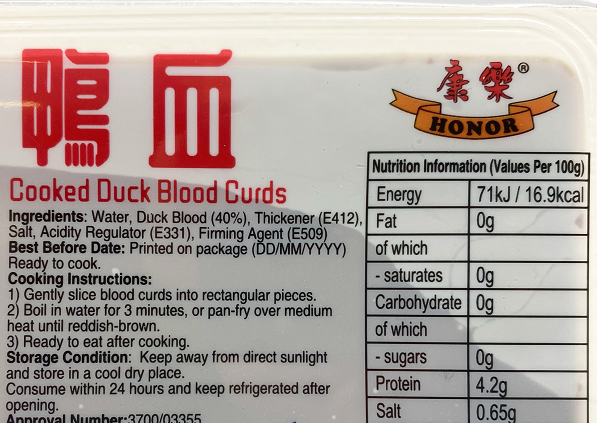 鴨血
康樂®
HONOR
Cooked Duck Blood Curds
Ingredients: Water, Duck Blood (40%), Thickener (E412),
Salt, Acidity Regulator (E331), Firming Agent (E509)
Best Before Date: Printed on package (DD/MM/YYYY)
Ready to cook.
Cooking Instructions:
1) Gently slice blood curds into rectangular pieces.
2) Boil in water for 3 minutes, or pan-fry over medium
heat until reddish-brown.
3) Ready to eat after cooking.
Storage Condition: Keep away from direct sunlight
and store in a cool dry place.
Consume within 24 hours and keep refrigerated after
opening.
Approval Number:3700/03355
Nutrition Information (Values Per 100g)
Energy 71kJ / 16.9kcal
Fat 0g
of which
- saturates 0g
Carbohydrate 0g
of which
- sugars 0g
Protein 4.2g
Salt 0.65g